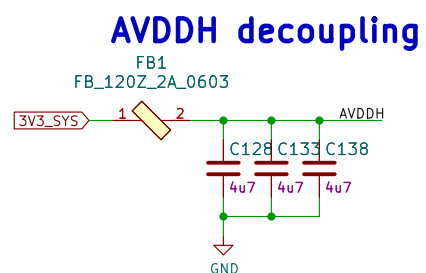 AVDDH decoupling
FB1
FB_120Z_2A_0603
3V3_SYS
1
2
AVDDH
C128
C133
C138
4u7
4u7
4u7
GND